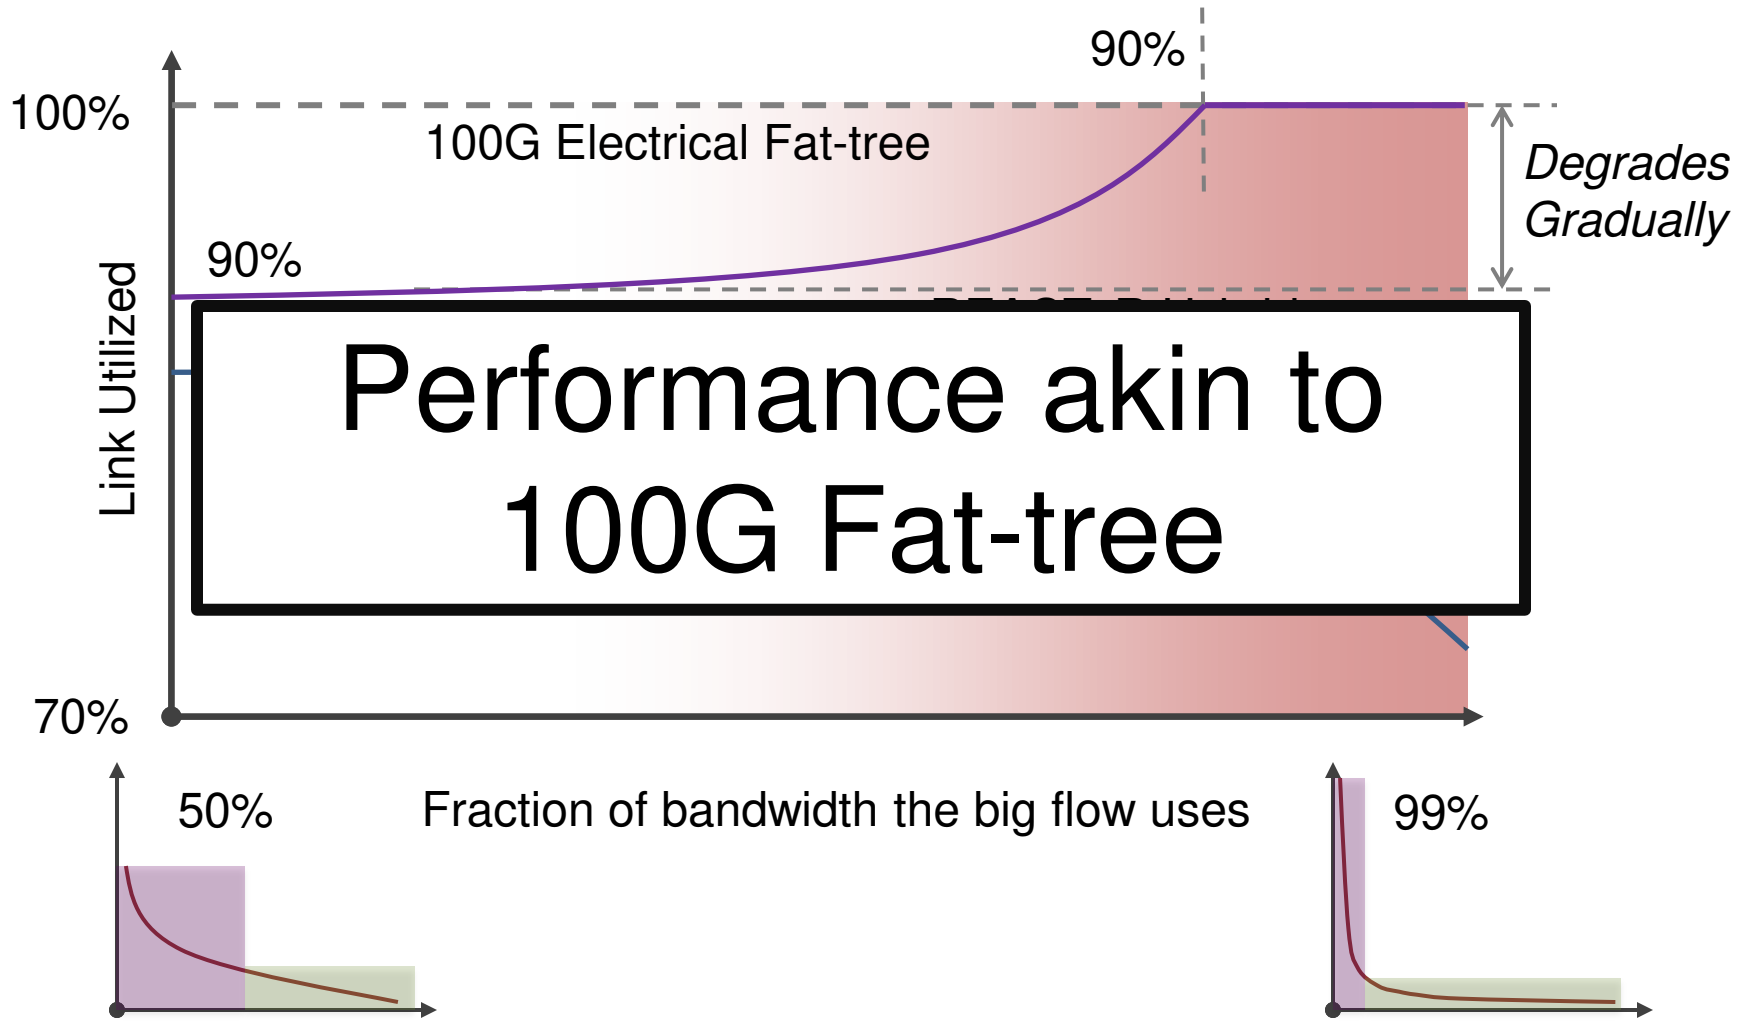 90%
100%
100G Electrical Fat-tree
Degrades
Gradually
90%
Link Utilized
Performance akin to
100G Fat-tree
70%
50%
Fraction of bandwidth the big flow uses
99%